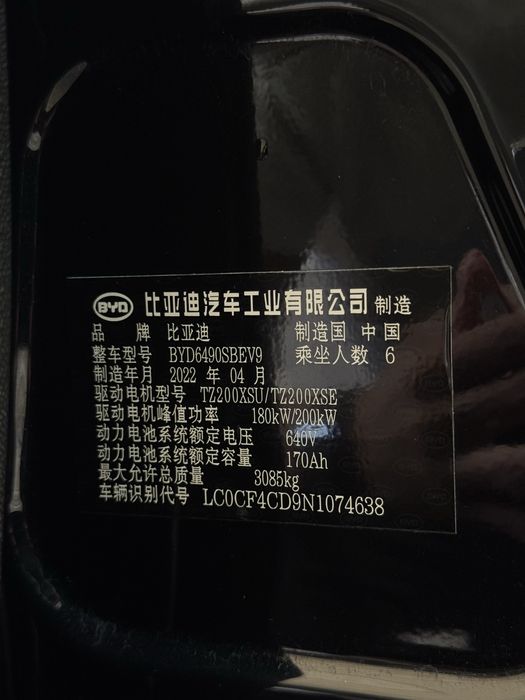 BYD 比亚迪汽车工业有限公司 制造
品 牌 比亚迪 制造国 中国
整车型号 BYD6490SBEV9 乘坐人数 6
制造年月 2022 年 04 月
驱动电机型号 TZ200XSU/TZ200XSE
驱动电机峰值功率 180kW/200kW
动力电池系统额定电压 640V
动力电池系统额定容量 170Ah
最大允许总质量 3085kg
车辆识别代号 LC0CF4CD9N1074638